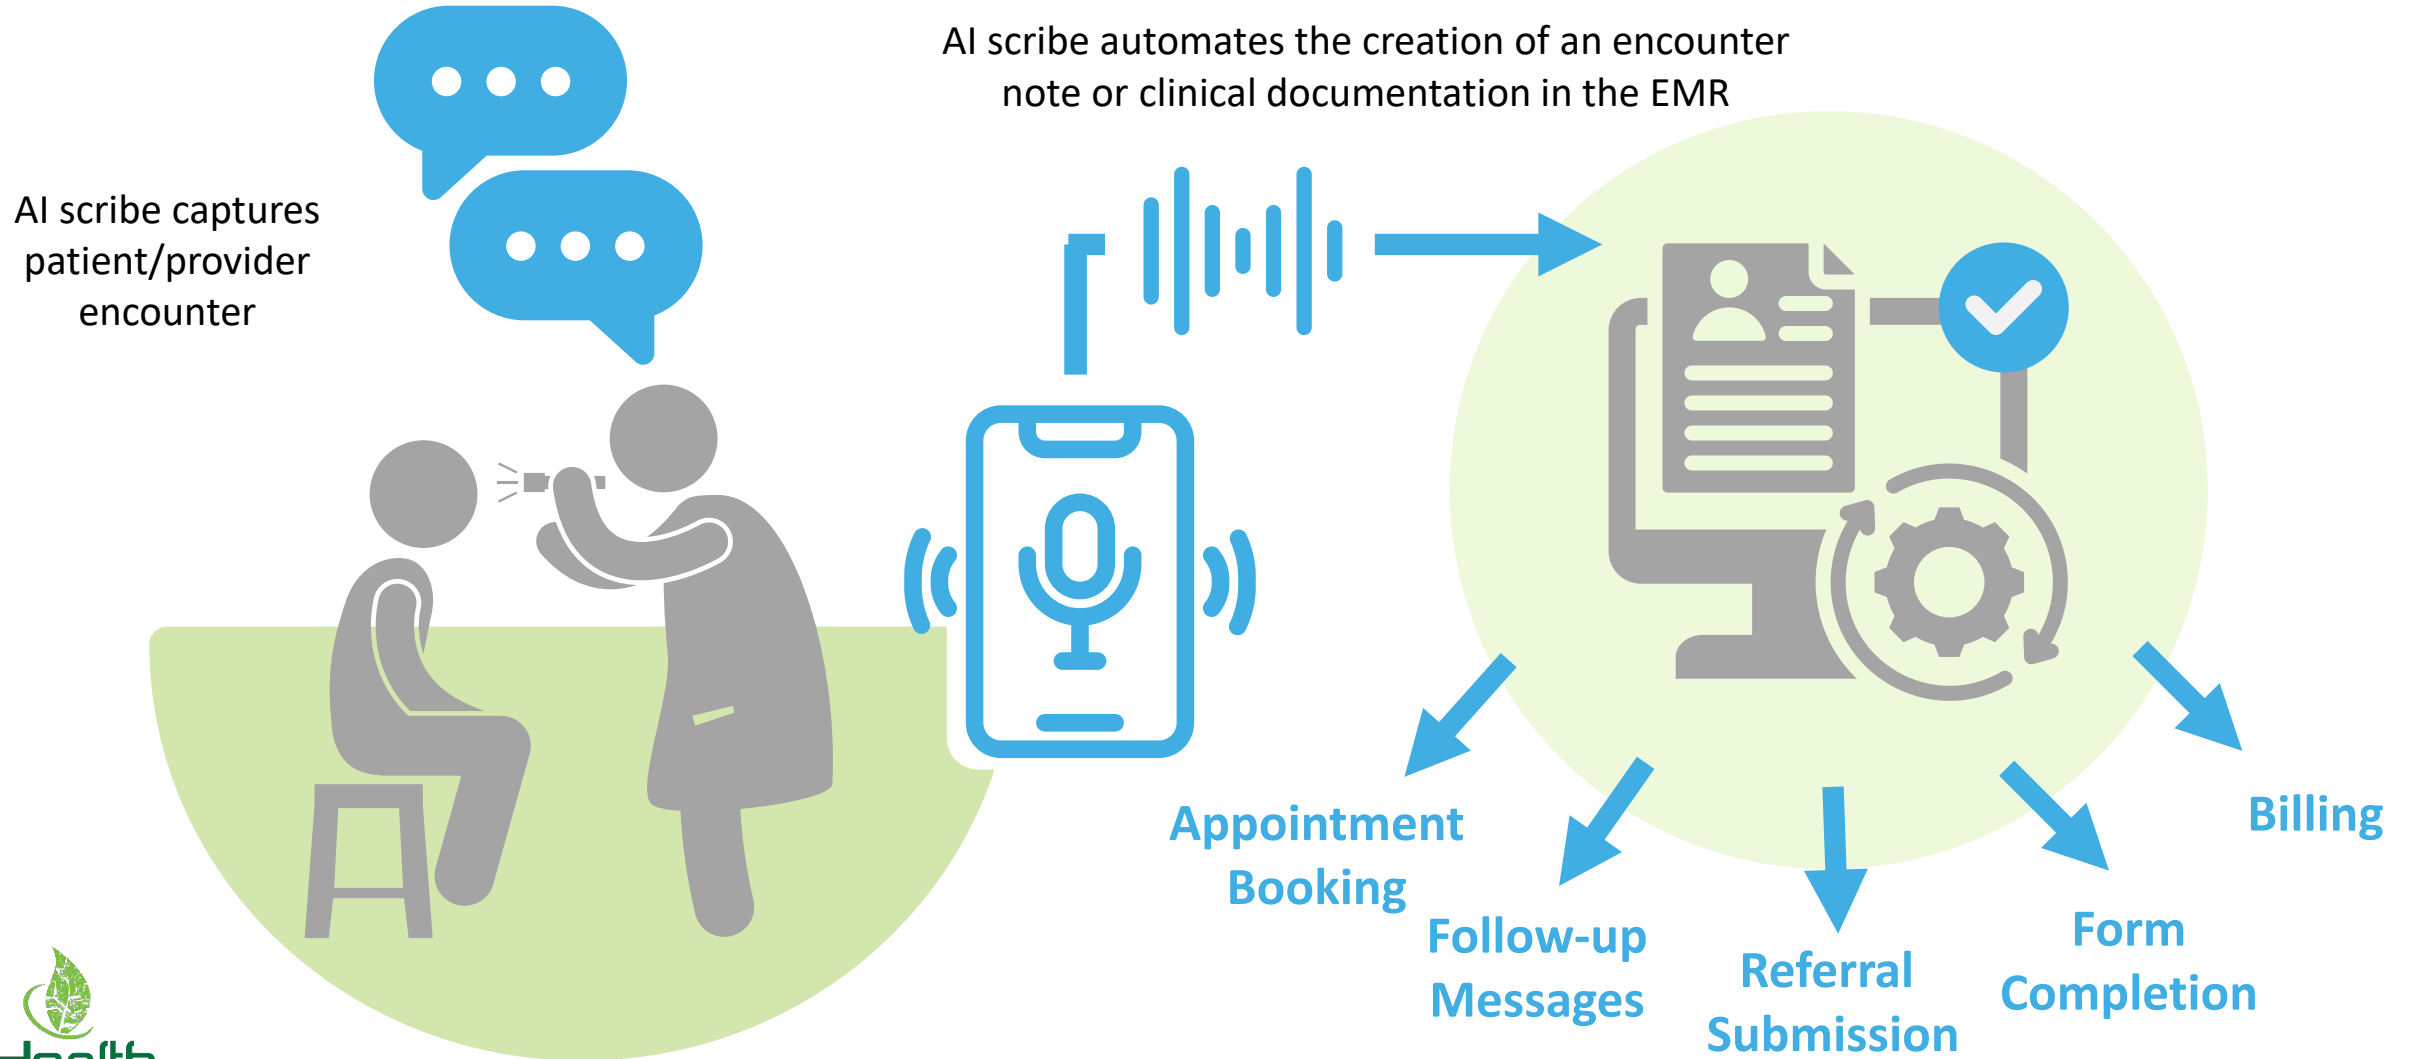 AI scribe captures
patient/provider
encounter
AI scribe automates the creation of an encounter
note or clinical documentation in the EMR
Appointment
Booking
Follow-up
Messages
Referral
Submission
Form
Completion
Billing